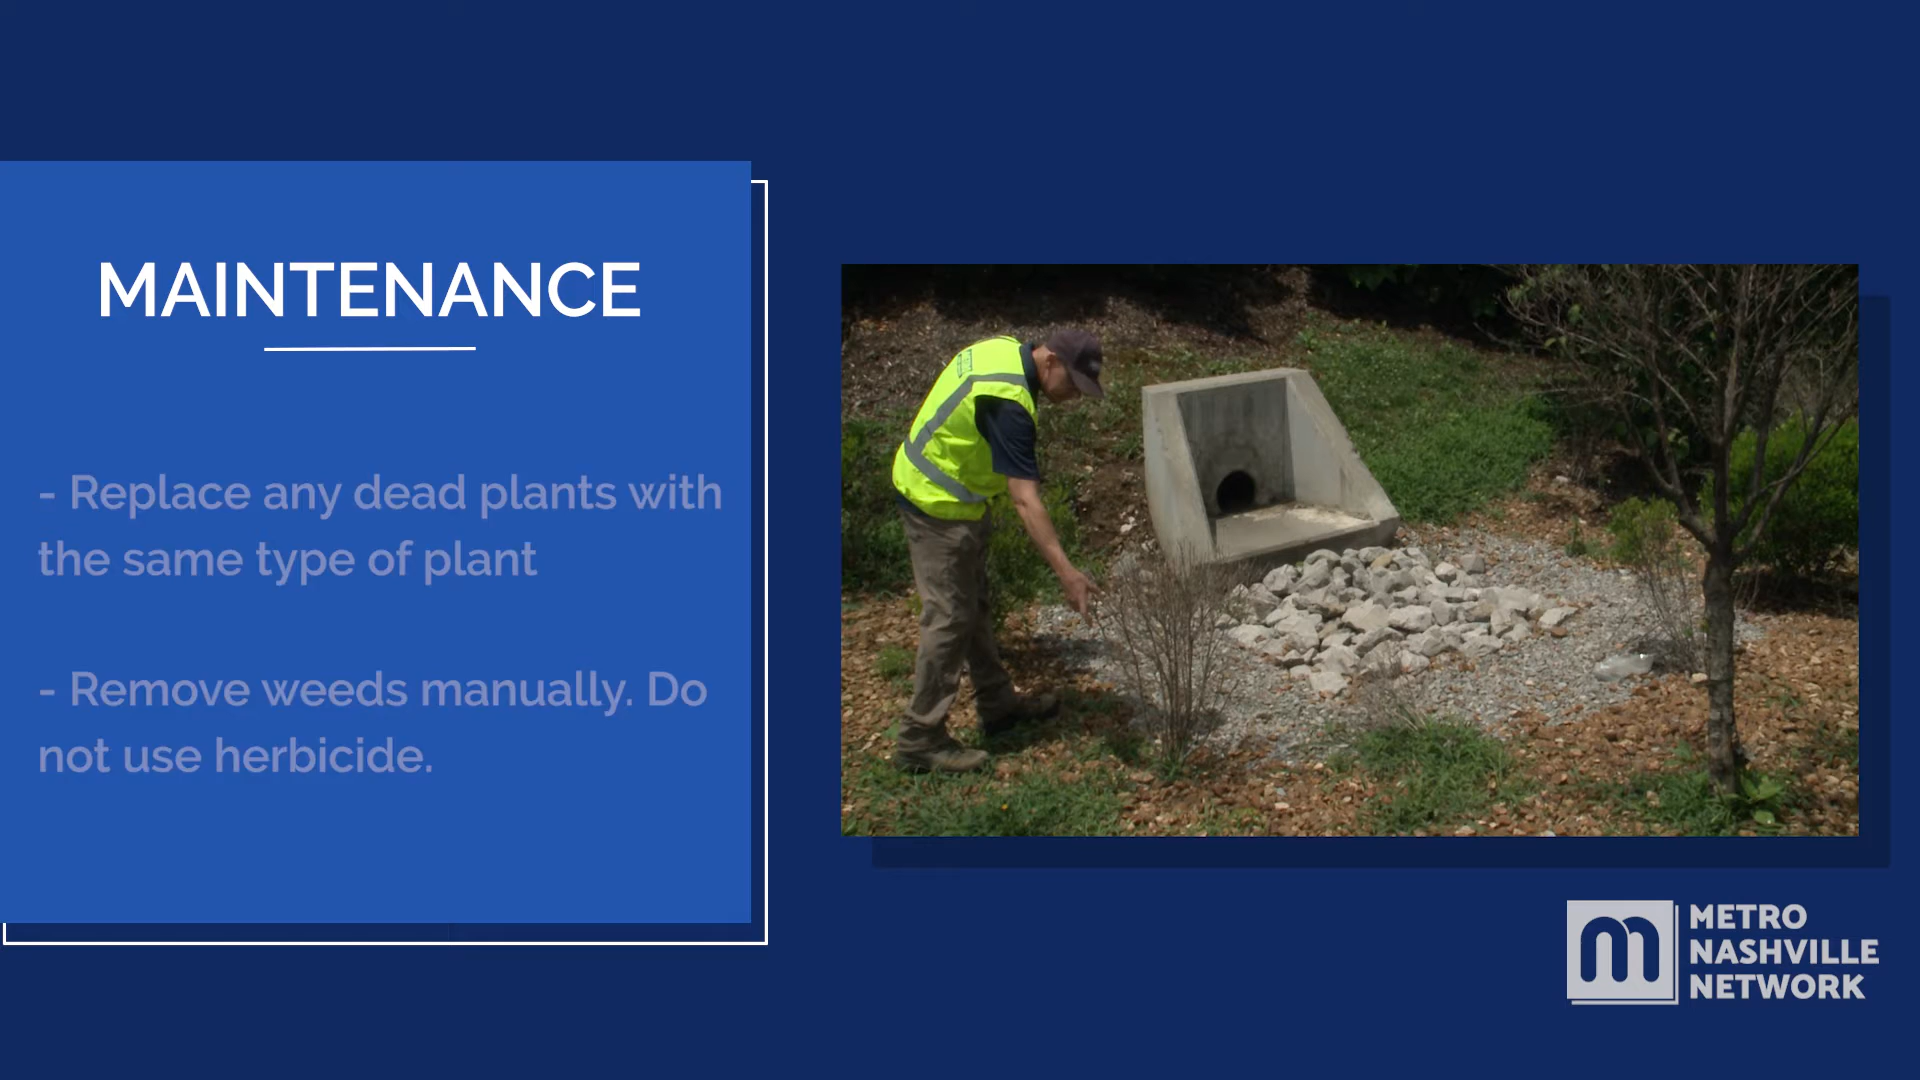 MAINTENANCE
- Replace any dead plants with
the same type of plant
- Remove weeds manually. Do
not use herbicide.
METRO
NASHVILLE
NETWORK